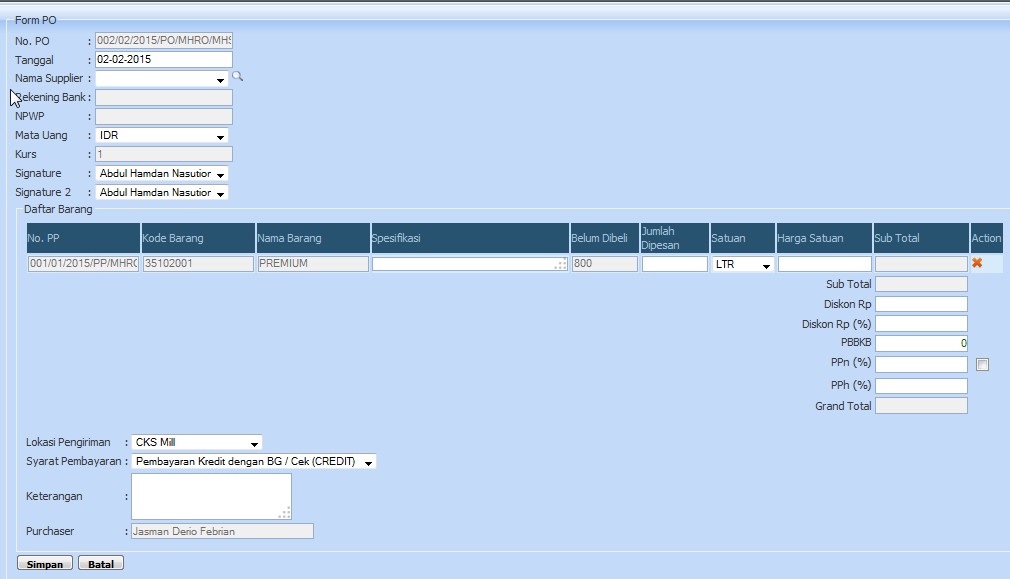 Form PO
No. PO : 002/02/2015/PO/MHRO/MHS
Tanggal : 02-02-2015
Nama Supplier :
Rekening Bank :
NPWP :
Mata Uang : IDR
Kurs : 1
Signature : Abdul Hamdan Nasution
Signature 2 : Abdul Hamdan Nasution
Daftar Barang
No. PP Kode Barang Nama Barang Spesifikasi Belum Dibeli Jumlah Dipesan Satuan Harga Satuan Sub Total Action
001/01/2015/PP/MHRO 35102001 PREMIUM 800 LTR
Sub Total
Diskon Rp
Diskon Rp (%)
PBBKB 0
PPn (%)
PPh (%)
Grand Total
Lokasi Pengiriman : CKS Mill
Syarat Pembayaran : Pembayaran Kredit dengan BG / Cek (CREDIT)
Keterangan :
Purchaser : Jasman Derio Febrian
Simpan Batal